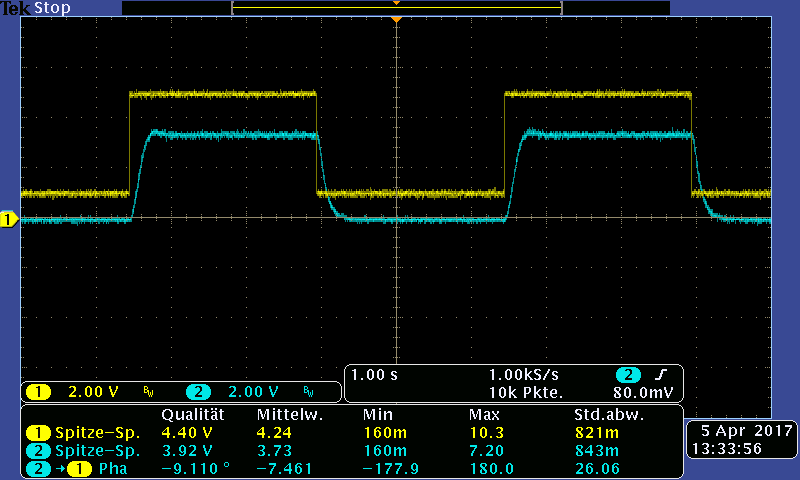 Tek Stop
1
1 2.00 V BW 2 2.00 V BW
1.00 s 1.00kS/s 2
10k Pkte. 80.0mV
Qualität Mittelw. Min Max Std.abw.
1 Spitze–Sp. 4.40 V 4.24 160m 10.3 821m
2 Spitze–Sp. 3.92 V 3.73 160m 7.20 843m
2 → 1 Pha −9.110 ° −7.461 −177.9 180.0 26.06
5 Apr 2017
13:33:56